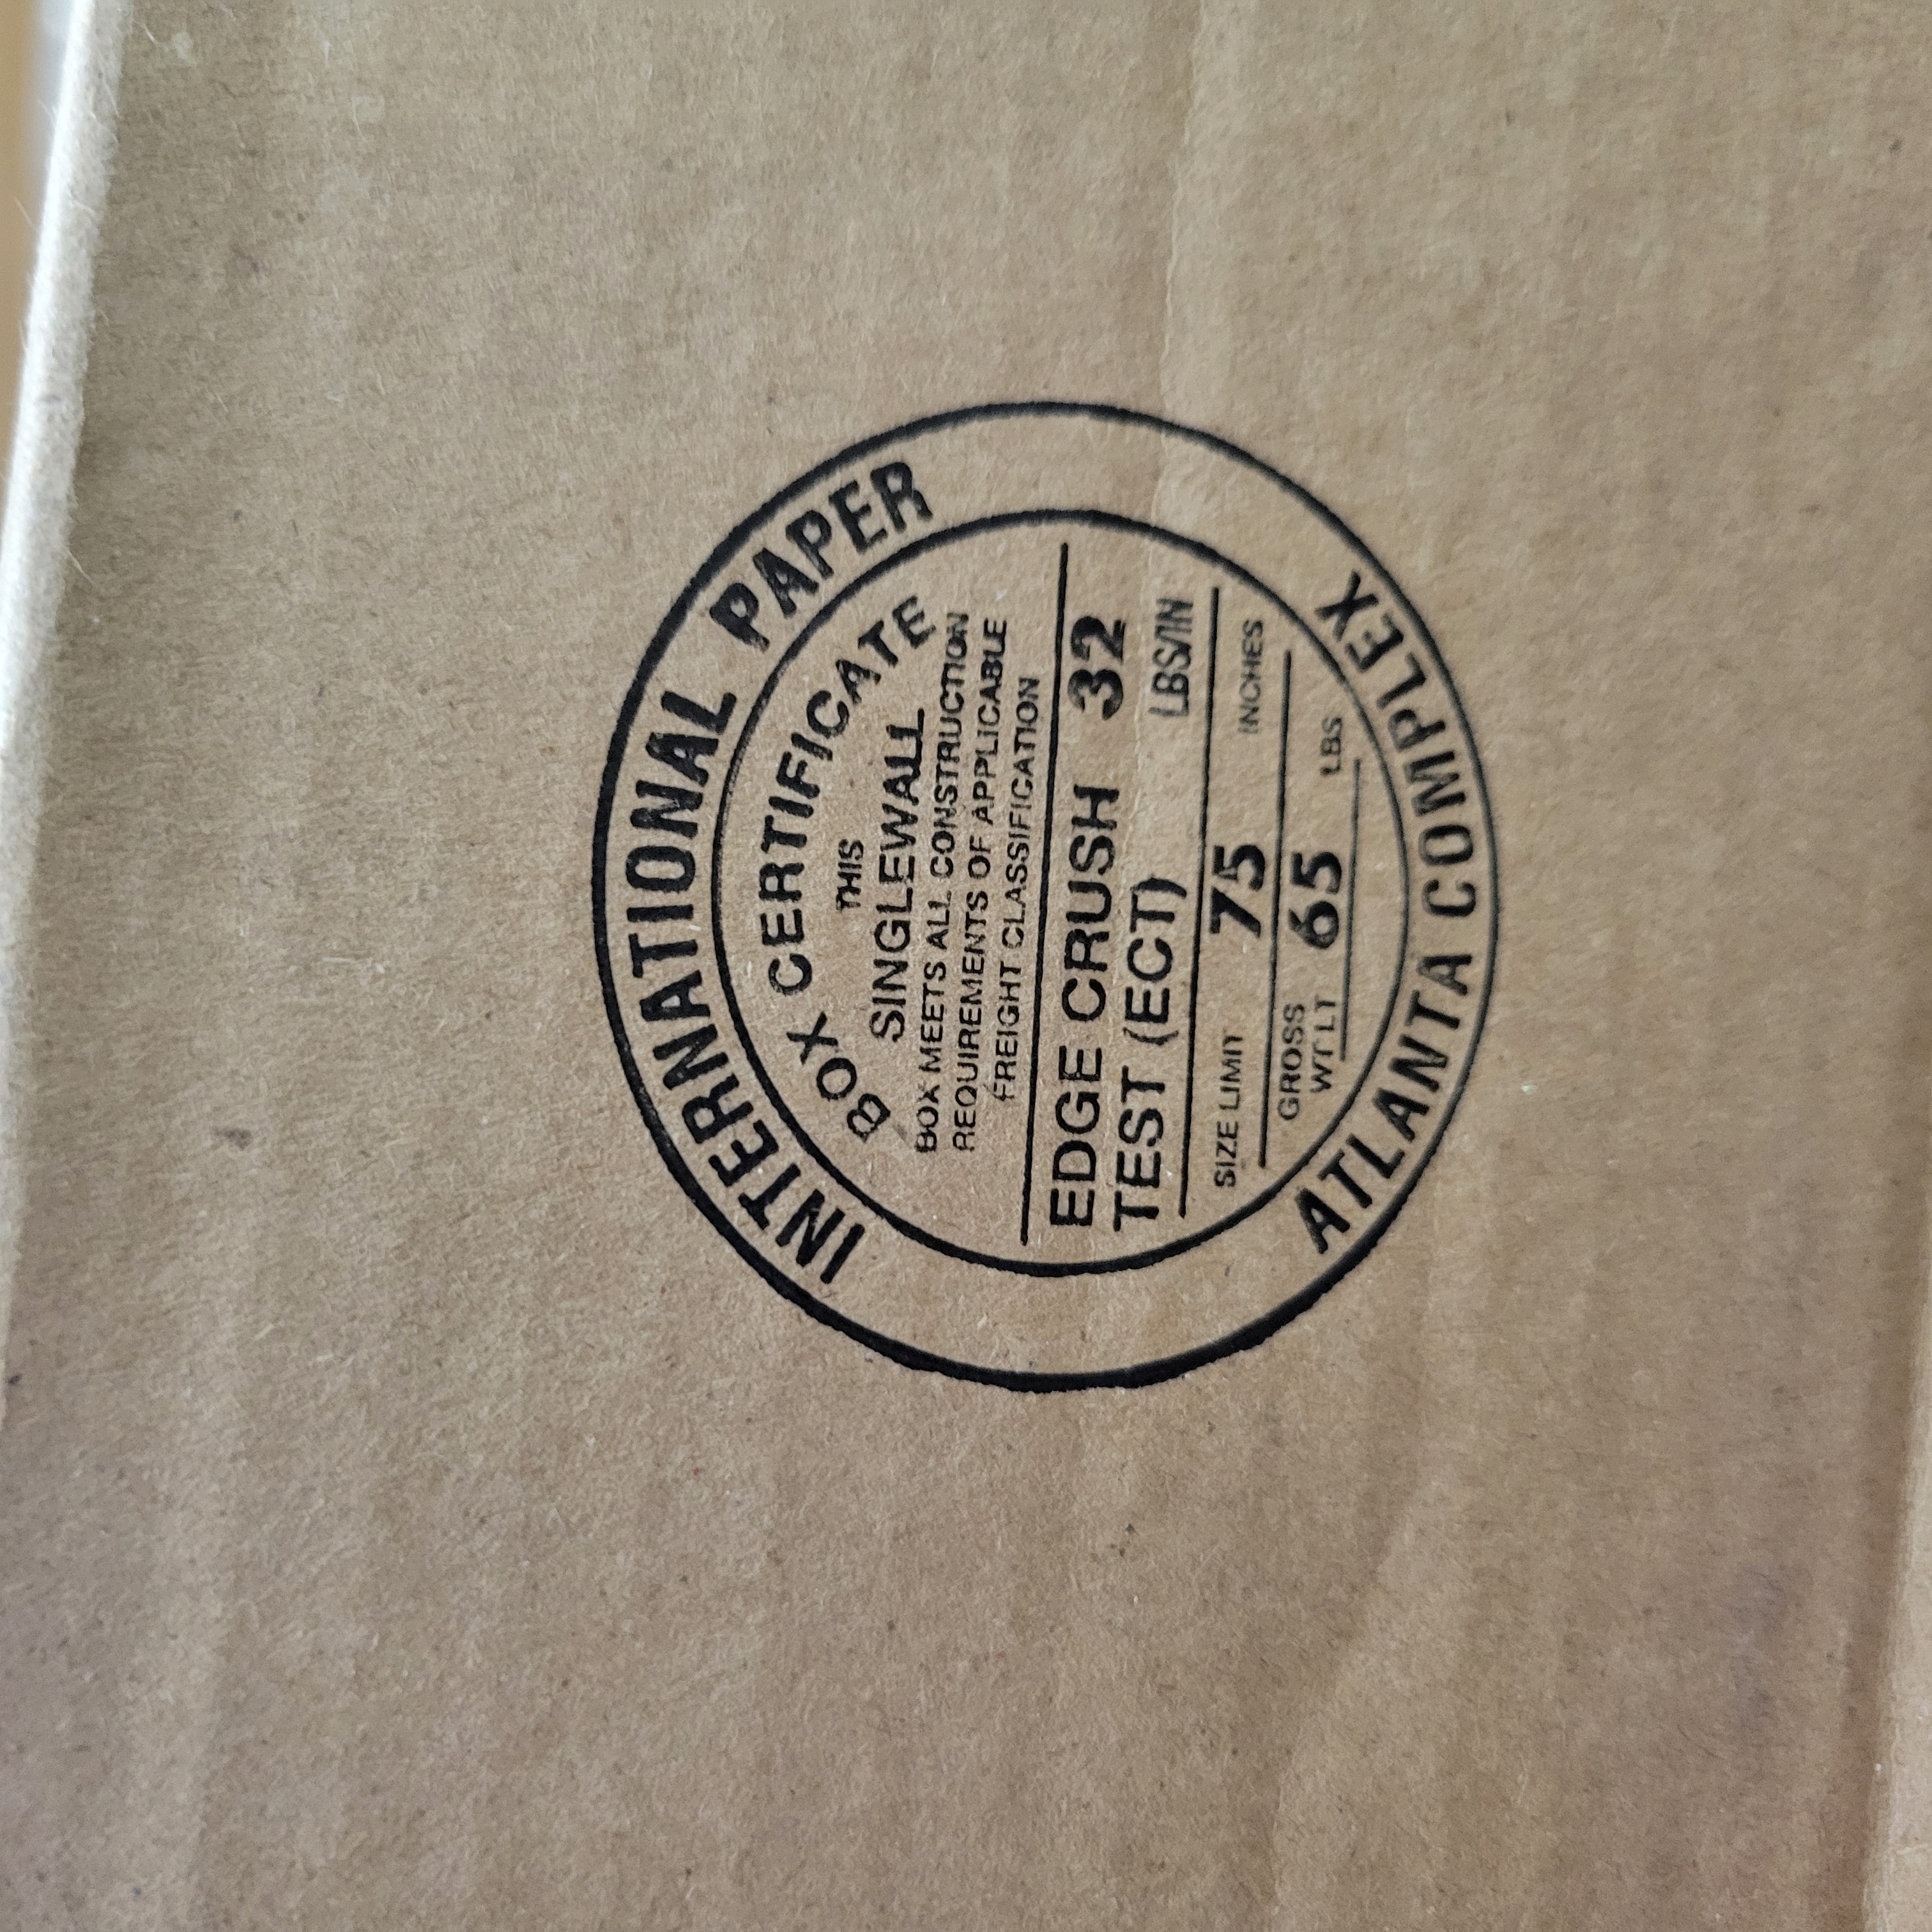 INTERNATIONAL PAPER
BOX CERTIFICATE
THIS
SINGLEWALL
BOX MEETS ALL CONSTRUCTION
REQUIREMENTS OF APPLICABLE
FREIGHT CLASSIFICATION
EDGE CRUSH 32
TEST (ECT) LBS/IN
SIZE LIMIT 75 INCHES
GROSS 65 LBS
WT LT
ATLANTA COMPLEX